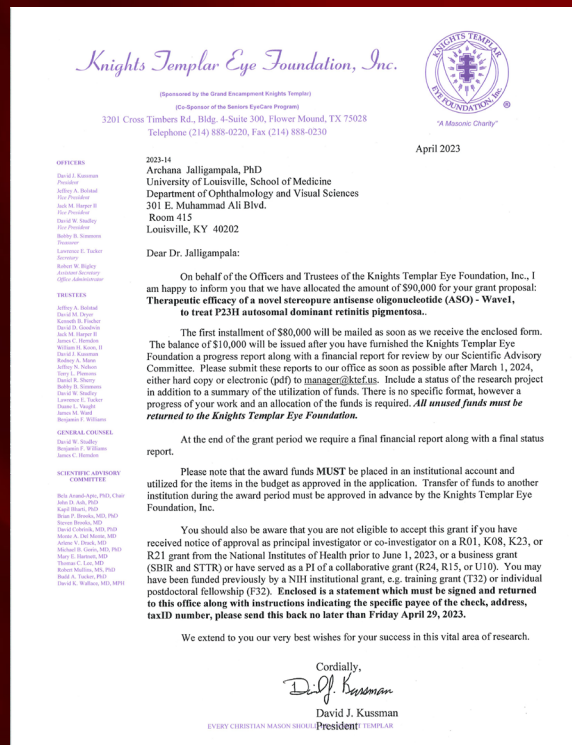 Knights Templar Eye Foundation, Inc.
(Sponsored by the Grand Encampment Knights Templar)
(Co-Sponsor of the Seniors EyeCare Program)
3201 Cross Timbers Rd., Bldg. 4-Suite 300, Flower Mound, TX 75028
Telephone (214) 888-0220, Fax (214) 888-0230
KNIGHTS TEMPLAR
EYE FOUNDATION, Inc.
®
"A Masonic Charity"
April 2023
OFFICERS
David J. Kussman
President
Jeffrey A. Bolstad
Vice President
Jack M. Harper II
Vice President
David W. Studley
Vice President
Bobby B. Simmons
Treasurer
Lawrence E. Tucker
Secretary
Robert W. Bigley
Assistant Secretary
Office Administrator
TRUSTEES
Jeffrey A. Bolstad
David M. Dryer
Kenneth B. Fischer
David D. Goodwin
Jack M. Harper II
James C. Herndon
William H. Koon, II
David J. Kussman
Rodney A. Mann
Jeffrey N. Nelson
Terry L. Plemons
Daniel R. Sherry
Bobby B. Simmons
David W. Studley
Lawrence E. Tucker
Duane L. Vaught
James M. Ward
Benjamin F. Williams
GENERAL COUNSEL
David W. Studley
Benjamin F. Williams
James C. Herndon
SCIENTIFIC ADVISORY
COMMITTEE
Bela Anand-Apte, PhD, Chair
John D. Ash, PhD
Kapil Bharti, PhD
Brian P. Brooks, MD, PhD
Steven Brooks, MD
David Cobrinik, MD, PhD
Monte A. Del Monte, MD
Arlene V. Drack, MD
Michael B. Gorin, MD, PhD
Mary E. Hartnett, MD
Thomas C. Lee, MD
Robert Mullins, MS, PhD
Budd A. Tucker, PhD
David K. Wallace, MD, MPH
2023-14
Archana Jalligampala, PhD
University of Louisville, School of Medicine
Department of Ophthalmology and Visual Sciences
301 E. Muhammad Ali Blvd.
Room 415
Louisville, KY 40202
Dear Dr. Jalligampala:
On behalf of the Officers and Trustees of the Knights Templar Eye Foundation, Inc., I
am happy to inform you that we have allocated the amount of $90,000 for your grant proposal:
Therapeutic efficacy of a novel stereopure antisense oligonucleotide (ASO) - Wave1,
to treat P23H autosomal dominant retinitis pigmentosa..
The first installment of $80,000 will be mailed as soon as we receive the enclosed form.
The balance of $10,000 will be issued after you have furnished the Knights Templar Eye
Foundation a progress report along with a financial report for review by our Scientific Advisory
Committee. Please submit these reports to our office as soon as possible after March 1, 2024,
either hard copy or electronic (pdf) to manager@ktef.us. Include a status of the research project
in addition to a summary of the utilization of funds. There is no specific format, however a
progress of your work and an allocation of the funds is required. All unused funds must be
returned to the Knights Templar Eye Foundation.
At the end of the grant period we require a final financial report along with a final status
report.
Please note that the award funds MUST be placed in an institutional account and
utilized for the items in the budget as approved in the application. Transfer of funds to another
institution during the award period must be approved in advance by the Knights Templar Eye
Foundation, Inc.
You should also be aware that you are not eligible to accept this grant if you have
received notice of approval as principal investigator or co-investigator on a R01, K08, K23, or
R21 grant from the National Institutes of Health prior to June 1, 2023, or a business grant
(SBIR and STTR) or have served as a PI of a collaborative grant (R24, R15, or U10). You may
have been funded previously by a NIH institutional grant, e.g. training grant (T32) or individual
postdoctoral fellowship (F32). Enclosed is a statement which must be signed and returned
to this office along with instructions indicating the specific payee of the check, address,
taxID number, please send this back no later than Friday April 29, 2023.
We extend to you our very best wishes for your success in this vital area of research.
Cordially,
David J. Kussman
David J. Kussman
President
EVERY CHRISTIAN MASON SHOULD TEMPLAR